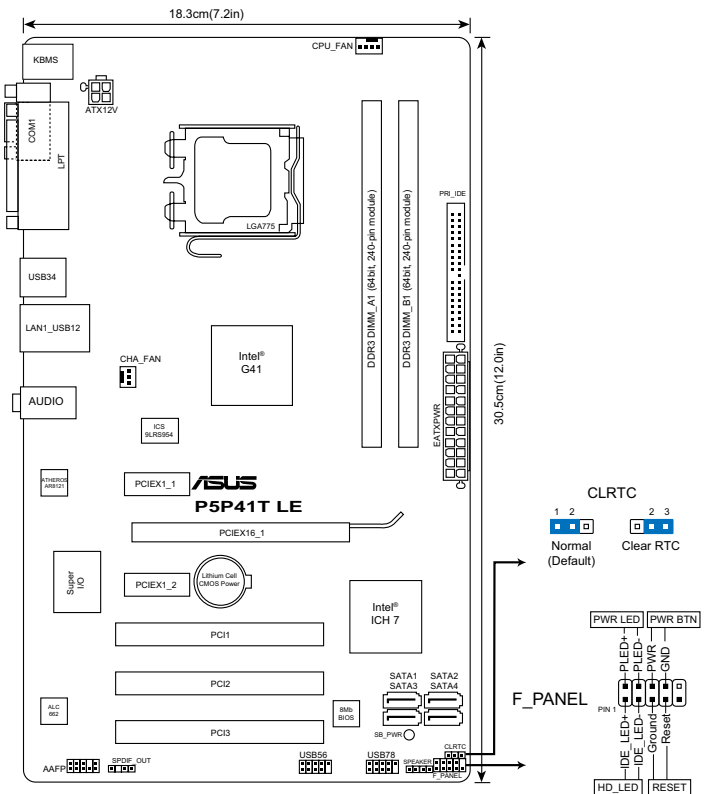 18.3cm(7.2in)
KBMS
CPU_FAN
ATX12V
COM1
LPT
LGA775
DDR3 DIMM_A1 (64bit, 240-pin module)
DDR3 DIMM_B1 (64bit, 240-pin module)
PRI_IDE
30.5cm(12.0in)
USB34
LAN1_USB12
CHA_FAN
Intel®
G41
EATXPWR
AUDIO
ICS
9LRS954
ATHEROS
AR8121
PCIEX1_1
ASUS
P5P41T LE
PCIEX16_1
Super
I/O
PCIEX1_2
Lithium Cell
CMOS Power
Intel®
ICH 7
PCI1
PCI2
PCI3
ALC
662
8Mb
BIOS
SATA1
SATA3
SATA2
SATA4
SB_PWR
AAFP
SPDIF_OUT
USB56
USB78
SPEAKER
CLRTC
F_PANEL
CLRTC
1 2
2 3
Normal
(Default)
Clear RTC
F_PANEL
PWR LED
PWR BTN
PLED+
PLED-
PWR
GND
PIN 1
IDE_LED+
IDE_LED-
Ground
Reset
HD_LED
RESET